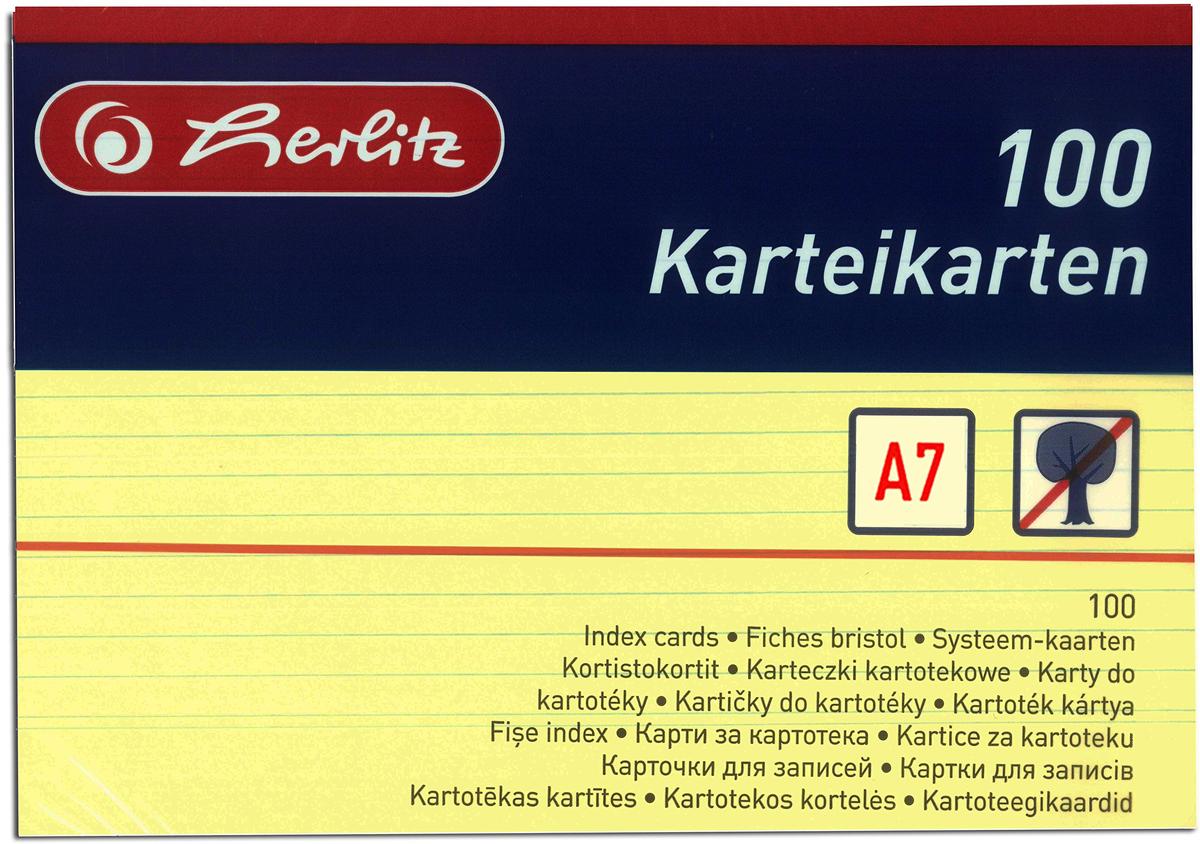 herlitz
100
Karteikarten
A7
100
Index cards • Fiches bristol • Systeem-kaarten
Kortistokortit • Karteczki kartotekowe • Karty do
kartotéky • Kartičky do kartotéky • Kartoték kártya
Fișe index • Карти за картотека • Kartice za kartoteku
Карточки для записей • Картки для записів
Kartotēkas kartītes • Kartotekos kortelės • Kartoteegikaardid